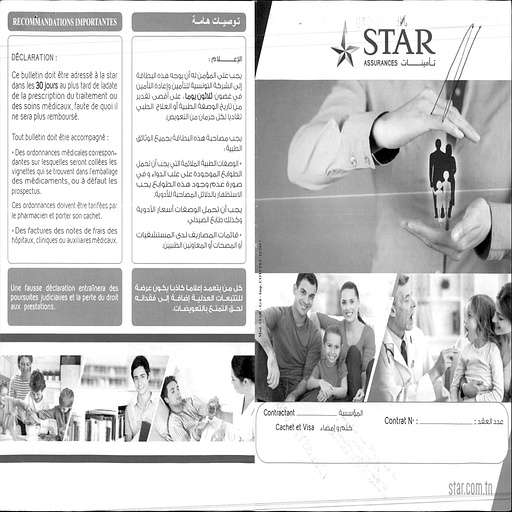 RECOMMANDATIONS IMPORTANTES
DÉCLARATION :
Ce bulletin doit être adressé à la star
dans les 30 jours au plus tard de la date
de la prescription du traitement ou
des soins médicaux, faute de quoi il
ne sera plus remboursé.
Tout bulletin doit être accompagné :
• Des ordonnances médicales correspon-
dantes sur lesquelles seront collées les
vignettes qui se trouvent dans l'emballage
des médicaments, ou à défaut les
prospectus.
Ces ordonnances doivent être tarifées par
le pharmacien et porter son cachet.
• Des factures des notes de frais des
hôpitaux, cliniques ou auxiliaires médicaux.
Une fausse déclaration entraînera des
poursuites judiciaires et la perte du droit
aux prestations.
توصيات هامة
الإعلام :
يجب على المؤمن له أن يوجه هذه البطاقة
إلى الشركة التونسية للتأمين وإعادة التأمين
في غضون ثلاثون يوما، على أقصى تقدير
من تاريخ الوصفة الطبية أو العلاج الطبي
تفاديا لكل حرمان من التعويض.
يجب مصاحبة هذه البطاقة بجميع الوثائق
الطبية :
• الوصفات الطبية الملائمة التي يجب أن تحمل
الطوابع الموجودة على علب الدواء و في
صورة عدم وجود هذه الطوابع يجب
الاستظهار بالدلائل المصاحبة للأدوية.
يجب أن تحمل الوصفات أسعار الأدوية
وكذلك طابع الصيدلي.
• قائمات المصاريف لدى المستشفيات
أو المصحات أو المعاونين الطبيين.
كل من يتعمد إعلاما كاذبا يكون عرضة
للتتبعات العدلية إضافة إلى فقدانه
لحق التمتع بالتعويضات.
STAR
ASSURANCES تأمينات
Contractant المؤسسة
Cachet et Visa ختم و إمضاء
Contrat N° : عدد العقد :
star.com.tn